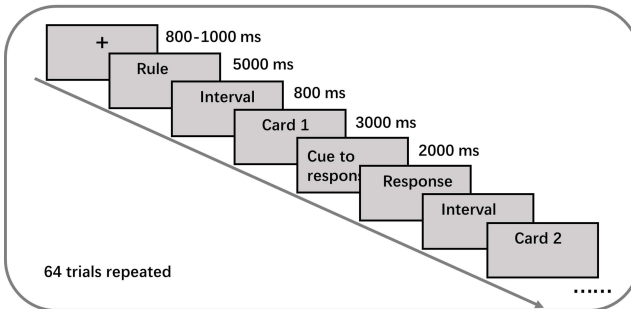 +
800-1000 ms
Rule
5000 ms
Interval
800 ms
Card 1
3000 ms
Cue to
respons
2000 ms
Response
Interval
Card 2
64 trials repeated
......